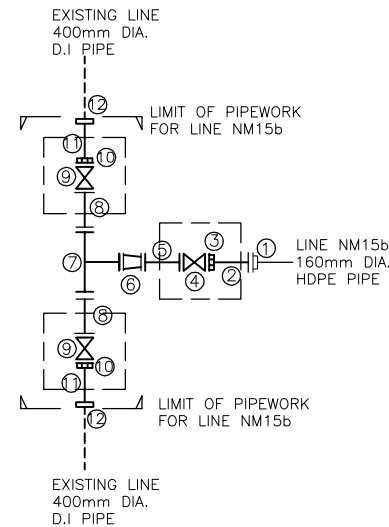 EXISTING LINE
400mm DIA.
D.I PIPE
12
LIMIT OF PIPEWORK
FOR LINE NM15b
11
10
9
8
3
1
LINE NM15b
160mm DIA.
HDPE PIPE
5
2
7
6
4
8
9
10
11
LIMIT OF PIPEWORK
FOR LINE NM15b
12
EXISTING LINE
400mm DIA.
D.I PIPE